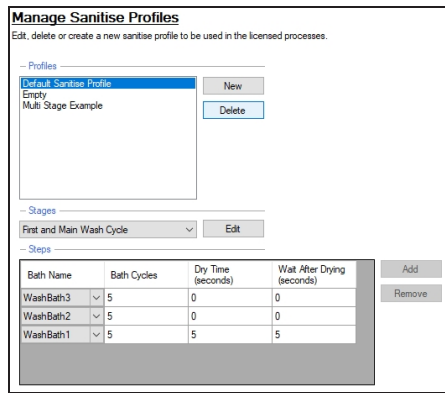 Manage Sanitise Profiles
Edit, delete or create a new sanitise profile to be used in the licensed processes.
Profiles
Default Sanitise Profile
Empty
Multi Stage Example
New
Delete
Stages
First and Main Wash Cycle
Edit
Steps
Bath Name Bath Cycles Dry Time (seconds) Wait After Drying (seconds)
WashBath3 5 0 0
WashBath2 5 0 0
WashBath1 5 5 5
Add
Remove